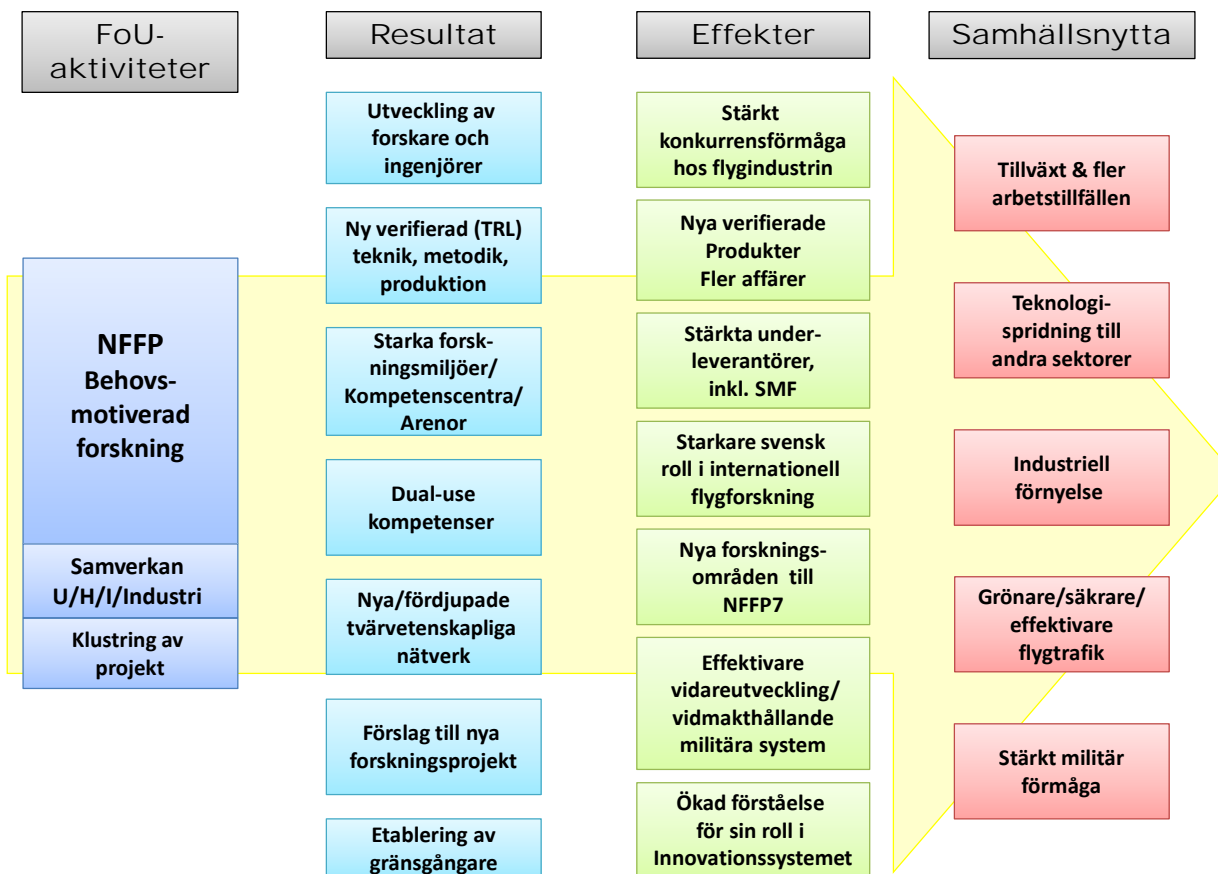 FoU-
aktiviteter
Resultat
Effekter
Samhällsnytta
NFFP
Behovs-
motiverad
forskning
Samverkan
U/H/I/Industri
Klustring av
projekt
Utveckling av
forskare och
ingenjörer
Ny verifierad (TRL)
teknik, metodik,
produktion
Starka forsk-
ningsmiljöer/
Kompetenscentra/
Arenor
Dual-use
kompetenser
Nya/fördjupade
tvärvetenskapliga
nätverk
Förslag till nya
forskningsprojekt
Etablering av
gränsgångare
Stärkt
konkurrensförmåga
hos flygindustrin
Nya verifierade
Produkter
Fler affärer
Stärkta under-
leverantörer,
inkl. SMF
Starkare svensk
roll i internationell
flygforskning
Nya forsknings-
områden till
NFFP7
Effektivare
vidareutveckling/
vidmakthållande
militära system
Ökad förståelse
för sin roll i
Innovationssystemet
Tillväxt & fler
arbetstillfällen
Teknologi-
spridning till
andra sektorer
Industriell
förnyelse
Grönare/säkrare/
effektivare
flygtrafik
Stärkt militär
förmåga